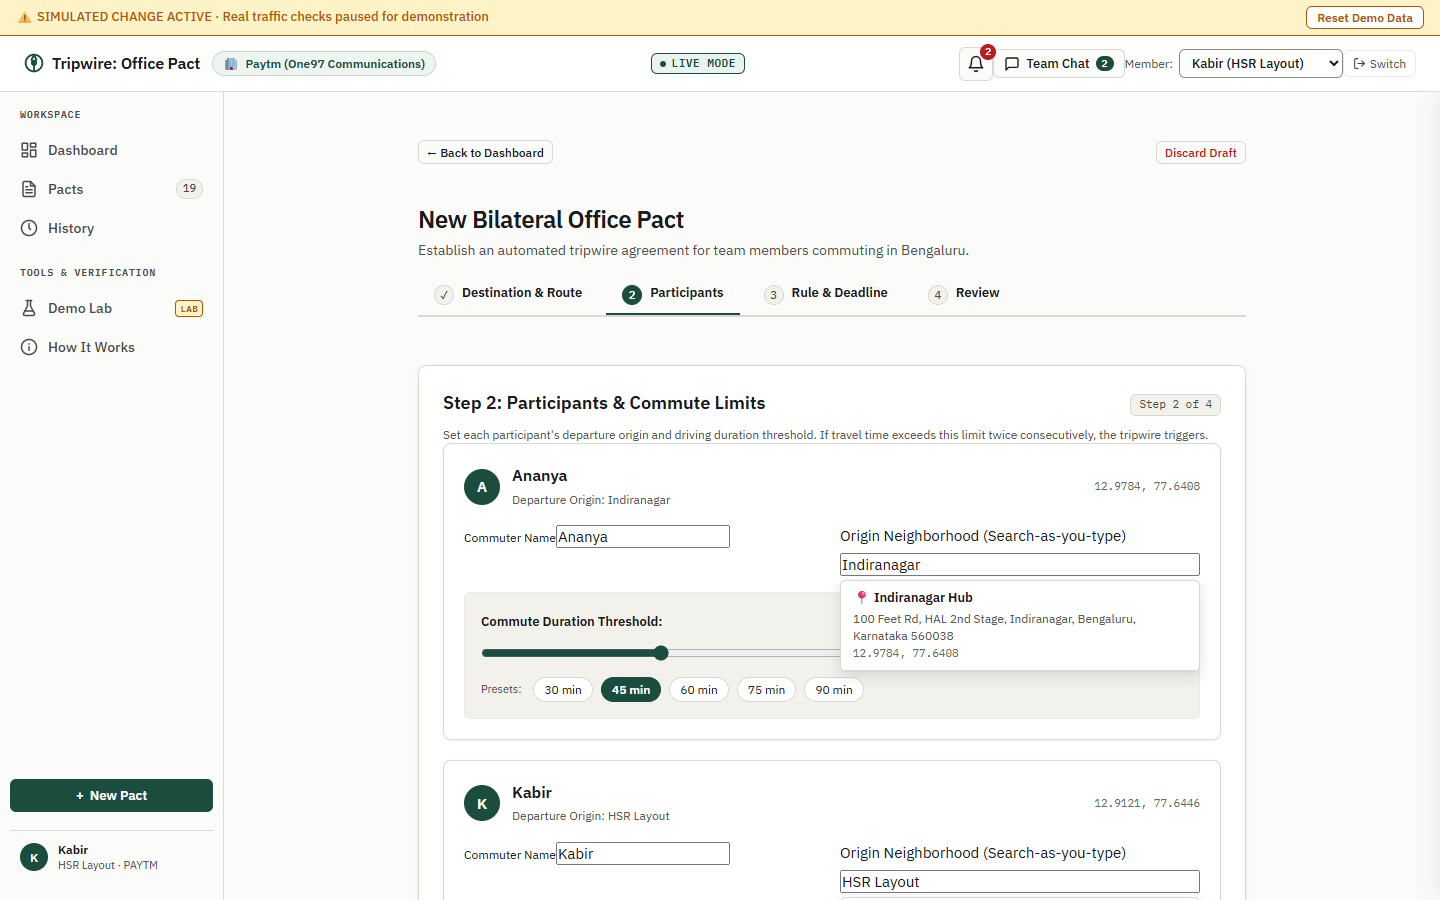 SIMULATED CHANGE ACTIVE · Real traffic checks paused for demonstration
Reset Demo Data
Tripwire: Office Pact
Paytm (One97 Communications)
LIVE MODE
2
Team Chat 2
Member:
Kabir (HSR Layout)
Switch
WORKSPACE
Dashboard
Pacts 19
History
TOOLS & VERIFICATION
Demo Lab LAB
How It Works
+ New Pact
K
Kabir
HSR Layout · PAYTM
← Back to Dashboard
Discard Draft
New Bilateral Office Pact
Establish an automated tripwire agreement for team members commuting in Bengaluru.
✓ Destination & Route
2 Participants
3 Rule & Deadline
4 Review
Step 2: Participants & Commute Limits
Step 2 of 4
Set each participant's departure origin and driving duration threshold. If travel time exceeds this limit twice consecutively, the tripwire triggers.
A
Ananya
Departure Origin: Indiranagar
12.9784, 77.6408
Commuter Name Ananya
Origin Neighborhood (Search-as-you-type)
Indiranagar
Indiranagar Hub
100 Feet Rd, HAL 2nd Stage, Indiranagar, Bengaluru,
Karnataka 560038
12.9784, 77.6408
Commute Duration Threshold:
Presets: 30 min 45 min 60 min 75 min 90 min
K
Kabir
Departure Origin: HSR Layout
12.9121, 77.6446
Commuter Name Kabir
Origin Neighborhood (Search-as-you-type)
HSR Layout